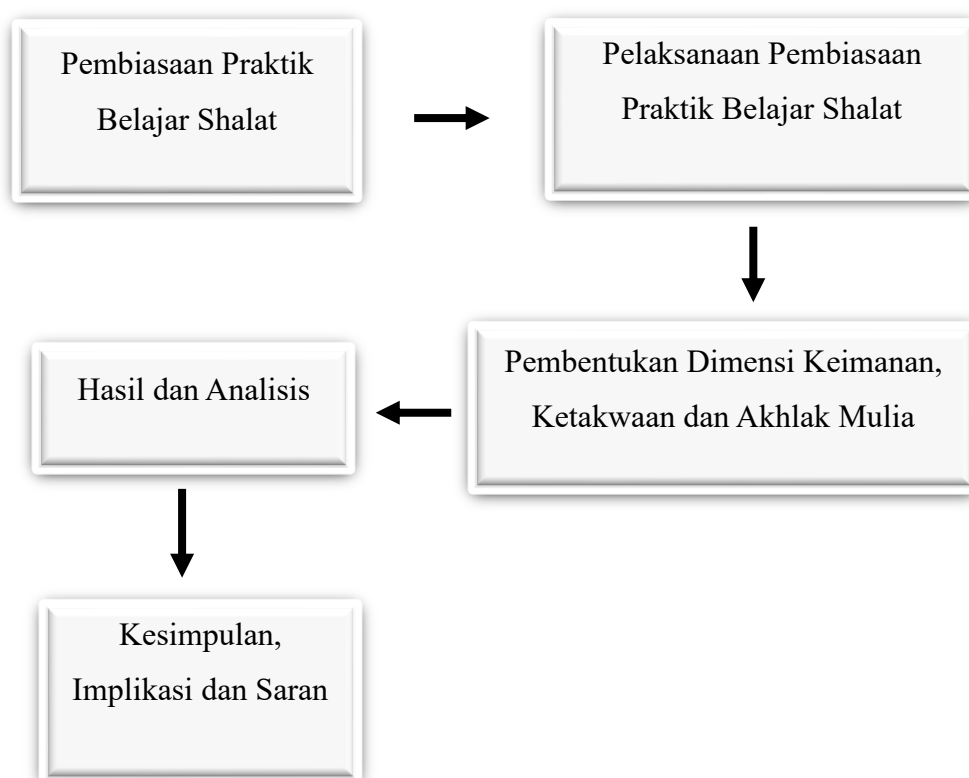 Pembiasaan Praktik
Belajar Shalat
Pelaksanaan Pembiasaan
Praktik Belajar Shalat
Pembentukan Dimensi Keimanan,
Ketakwaan dan Akhlak Mulia
Hasil dan Analisis
Kesimpulan,
Implikasi dan Saran